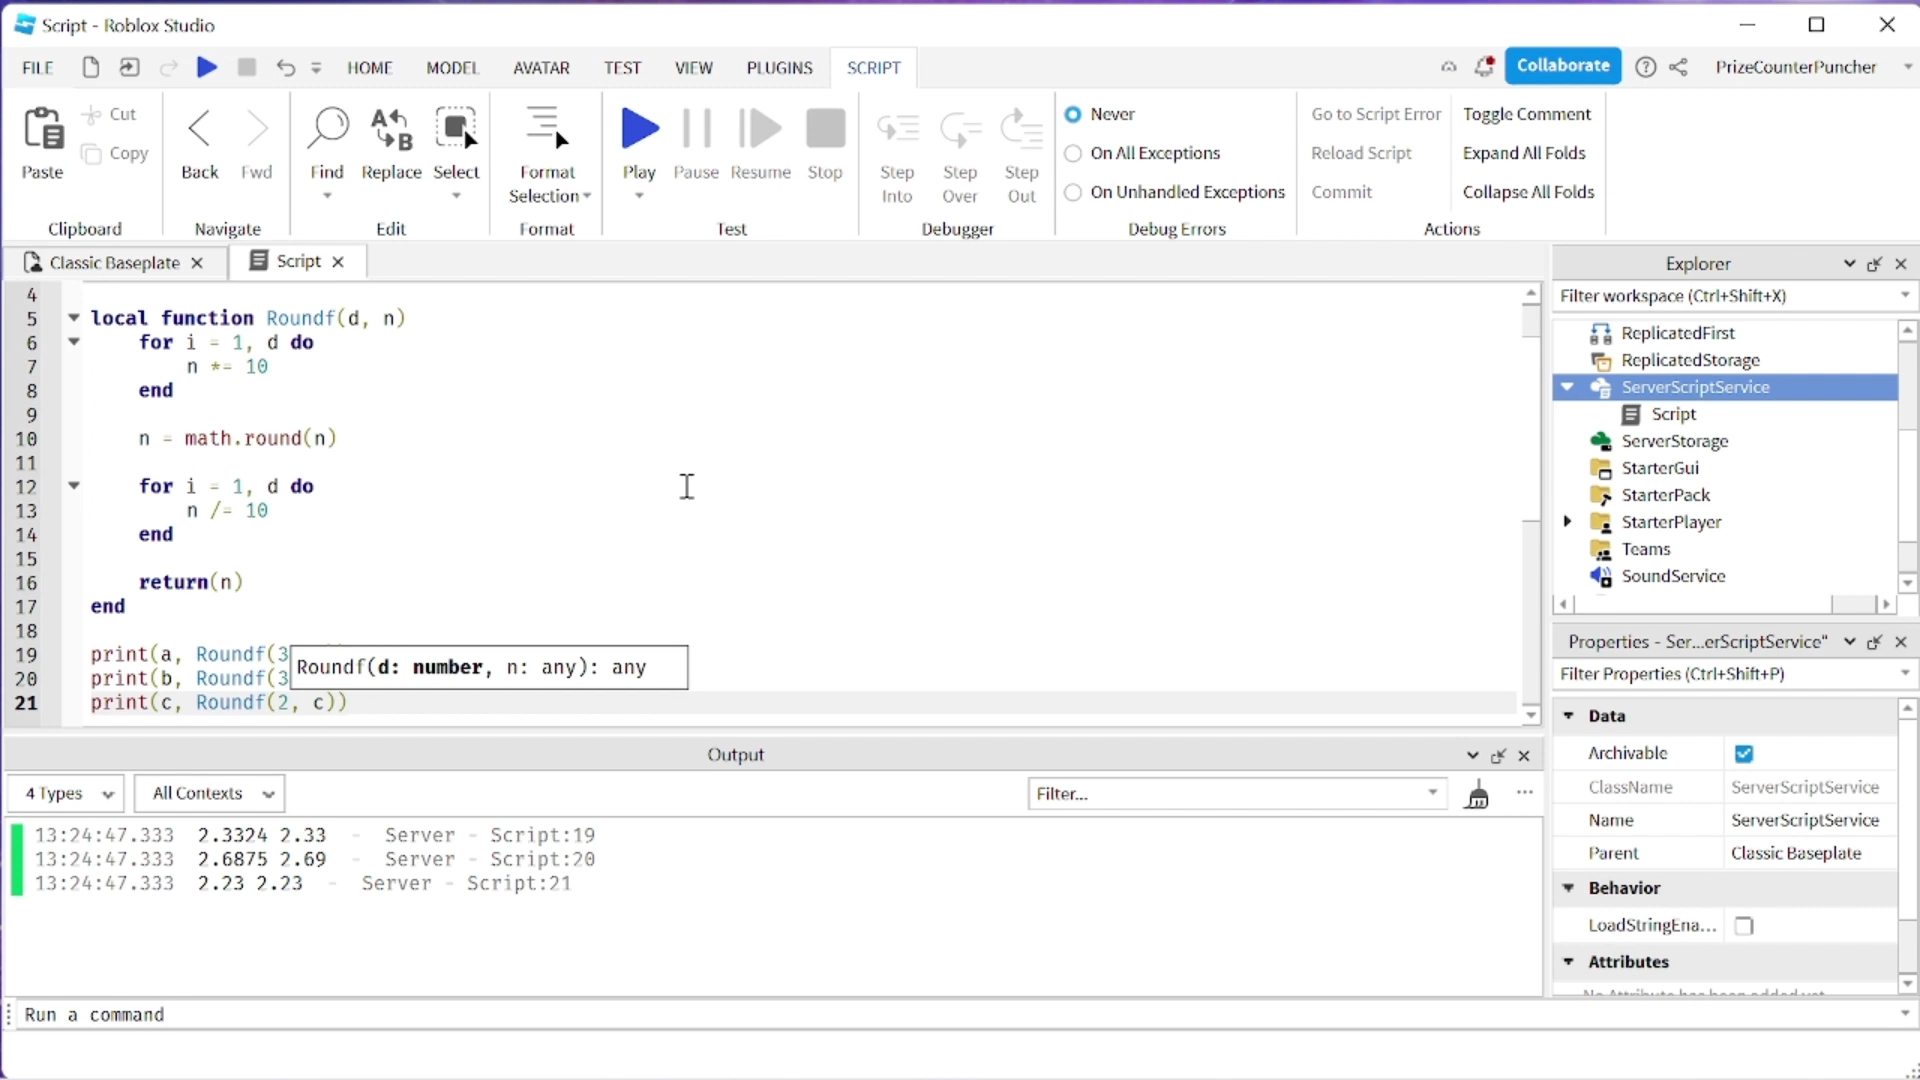 Script - Roblox Studio
FILE HOME MODEL AVATAR TEST VIEW PLUGINS SCRIPT Collaborate PrizeCounterPuncher
Paste Cut Copy
Clipboard
Back Fwd
Navigate
Find Replace Select
Edit
Format Selection
Format
Play Pause Resume Stop
Test
Step Into Step Over Step Out
Debugger
Never
On All Exceptions
On Unhandled Exceptions
Debug Errors
Go to Script Error Toggle Comment
Reload Script Expand All Folds
Commit Collapse All Folds
Actions
Classic Baseplate Script
4
5 local function Roundf(d, n)
6 for i = 1, d do
7 n *= 10
8 end
9
10 n = math.round(n)
11
12 for i = 1, d do
13 n /= 10
14 end
15
16 return(n)
17 end
18
19 print(a, Roundf(3
20 print(b, Roundf(3
21 print(c, Roundf(2, c))
Roundf(d: number, n: any): any
Output
4 Types All Contexts Filter...
13:24:47.333 2.3324 2.33 - Server - Script:19
13:24:47.333 2.6875 2.69 - Server - Script:20
13:24:47.333 2.23 2.23 - Server - Script:21
Run a command
Explorer
Filter workspace (Ctrl+Shift+X)
ReplicatedFirst
ReplicatedStorage
ServerScriptService
Script
ServerStorage
StarterGui
StarterPack
StarterPlayer
Teams
SoundService
Properties - Ser...erScriptService"
Filter Properties (Ctrl+Shift+P)
Data
Archivable
ClassName ServerScriptService
Name ServerScriptService
Parent Classic Baseplate
Behavior
LoadStringEna...
Attributes